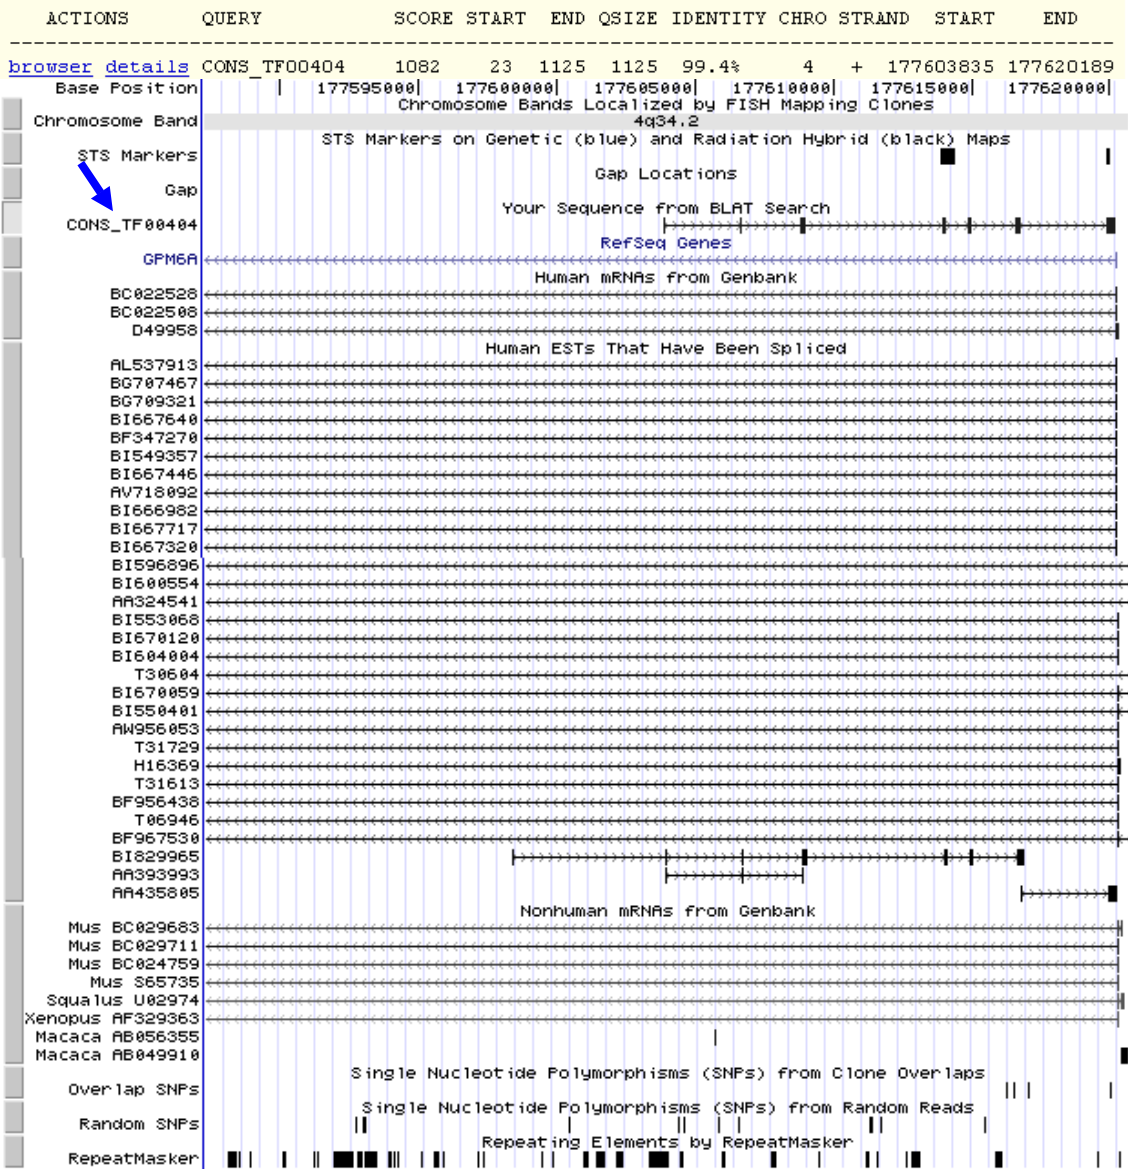 ACTIONS QUERY SCORE START END QSIZE IDENTITY CHRO STRAND START END
browser details CONS_TF00404 1082 23 1125 1125 99.4% 4 + 177603835 177620189
Base Position | 177595000| 177600000| 177605000| 177610000| 177615000| 177620000|
Chromosome Bands Localized by FISH Mapping Clones
Chromosome Band 4q34.2
STS Markers on Genetic (blue) and Radiation Hybrid (black) Maps
STS Markers
Gap Locations
Gap
Your Sequence from BLAT Search
CONS_TF00404
RefSeq Genes
GPM6A
Human mRNAs from Genbank
BC022528
BC022508
D49958
Human ESTs That Have Been Spliced
AL537913
BG707467
BG709321
BI667640
BF347270
BI549357
BI667446
AV718092
BI666982
BI667717
BI667320
BI596896
BI600554
AA324541
BI553068
BI670120
BI604004
T30604
BI670059
BI550401
AW956053
T31729
H16369
T31613
BF956438
T06946
BF967530
BI829965
AA393993
AA435805
Nonhuman mRNAs from Genbank
Mus BC029683
Mus BC029711
Mus BC024759
Mus S65735
Squalus U02974
Xenopus AF329363
Macaca AB056355
Macaca AB049910
Single Nucleotide Polymorphisms (SNPs) from Clone Overlaps
Overlap SNPs
Single Nucleotide Polymorphisms (SNPs) from Random Reads
Random SNPs
Repeating Elements by RepeatMasker
RepeatMasker